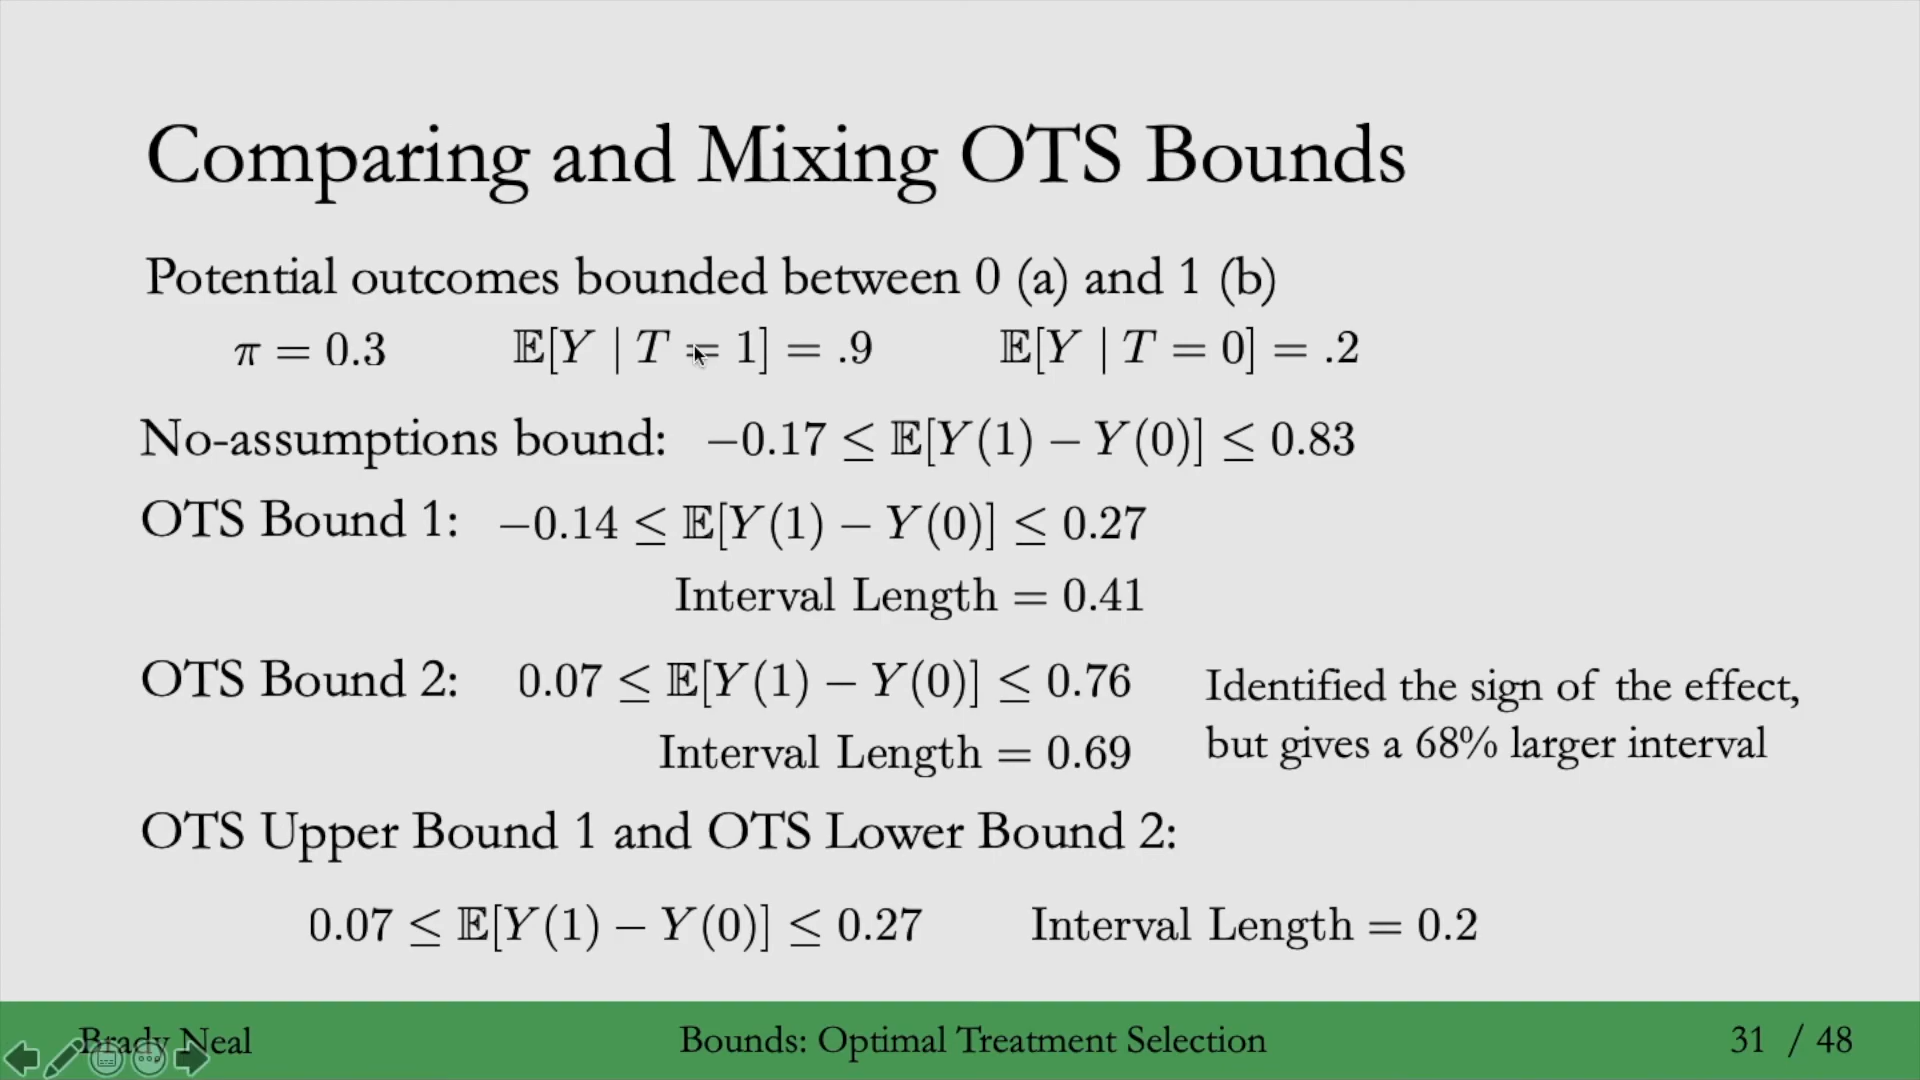 Comparing and Mixing OTS Bounds
Potential outcomes bounded between 0 (a) and 1 (b)
π = 0.3 𝔼[Y | T = 1] = .9 𝔼[Y | T = 0] = .2
No-assumptions bound: −0.17 ≤ 𝔼[Y(1) − Y(0)] ≤ 0.83
OTS Bound 1: −0.14 ≤ 𝔼[Y(1) − Y(0)] ≤ 0.27
Interval Length = 0.41
OTS Bound 2: 0.07 ≤ 𝔼[Y(1) − Y(0)] ≤ 0.76
Interval Length = 0.69
Identified the sign of the effect,
but gives a 68% larger interval
OTS Upper Bound 1 and OTS Lower Bound 2:
0.07 ≤ 𝔼[Y(1) − Y(0)] ≤ 0.27 Interval Length = 0.2
Brady Neal Bounds: Optimal Treatment Selection 31 / 48